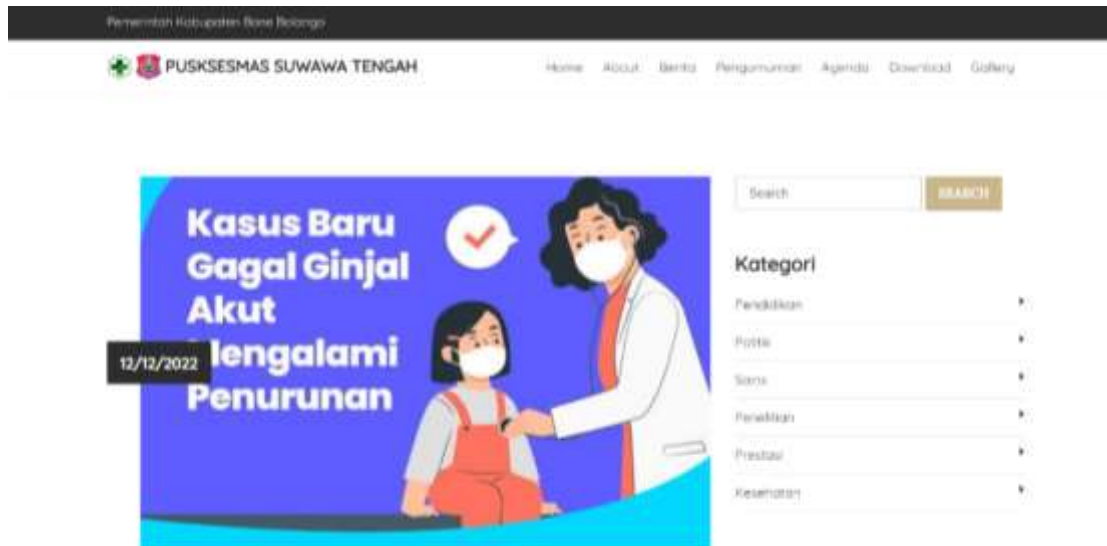 Pemerintah Kabupaten Bone Bolango
PUSKSESMAS SUWAWA TENGAH
Home About Berita Pengumuman Agenda Download Gallery
Kasus Baru
Gagal Ginjal
Akut
Mengalami
Penurunan
12/12/2022
Search SEARCH
Kategori
Pendidikan
Politik
Sains
Penelitian
Prestasi
Kesehatan